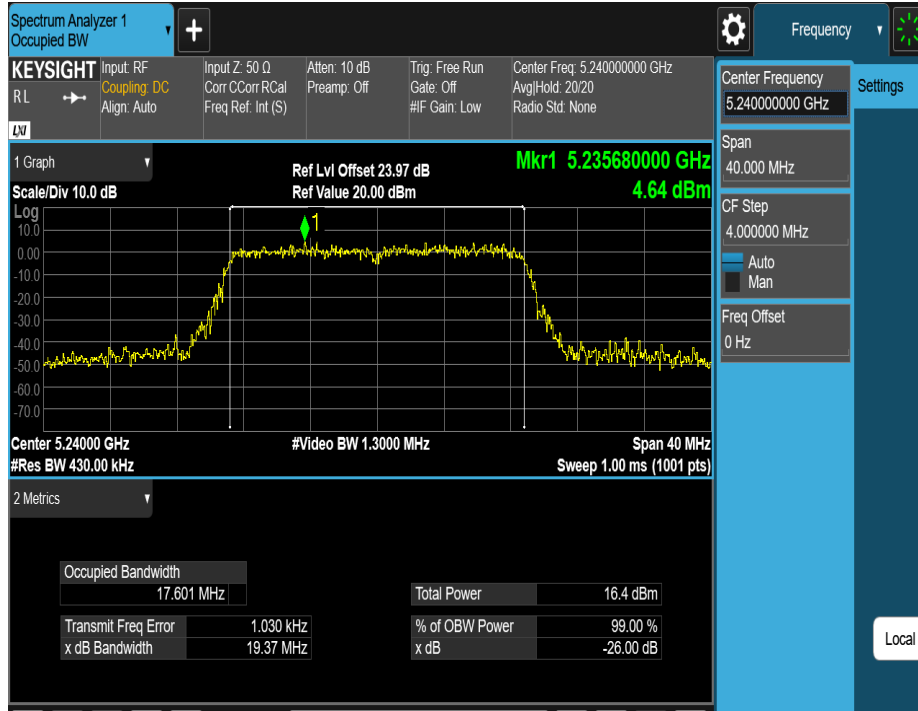 Spectrum Analyzer 1
Occupied BW
Frequency
KEYSIGHT
R L
LXI
Input: RF
Coupling: DC
Align: Auto
Input Z: 50 Ω
Corr CCorr RCal
Freq Ref: Int (S)
Atten: 10 dB
Preamp: Off
Trig: Free Run
Gate: Off
#IF Gain: Low
Center Freq: 5.240000000 GHz
Avg|Hold: 20/20
Radio Std: None
1 Graph
Scale/Div 10.0 dB
Ref Lvl Offset 23.97 dB
Ref Value 20.00 dBm
Mkr1 5.235680000 GHz
4.64 dBm
Log
10.0
0.00
-10.0
-20.0
-30.0
-40.0
-50.0
-60.0
-70.0
1
Center 5.24000 GHz
#Video BW 1.3000 MHz
Span 40 MHz
#Res BW 430.00 kHz
Sweep 1.00 ms (1001 pts)
2 Metrics
Occupied Bandwidth
17.601 MHz
Total Power 16.4 dBm
Transmit Freq Error 1.030 kHz
% of OBW Power 99.00 %
x dB Bandwidth 19.37 MHz
x dB -26.00 dB
Center Frequency
5.240000000 GHz
Span
40.000 MHz
CF Step
4.000000 MHz
Auto
Man
Freq Offset
0 Hz
Settings
Local